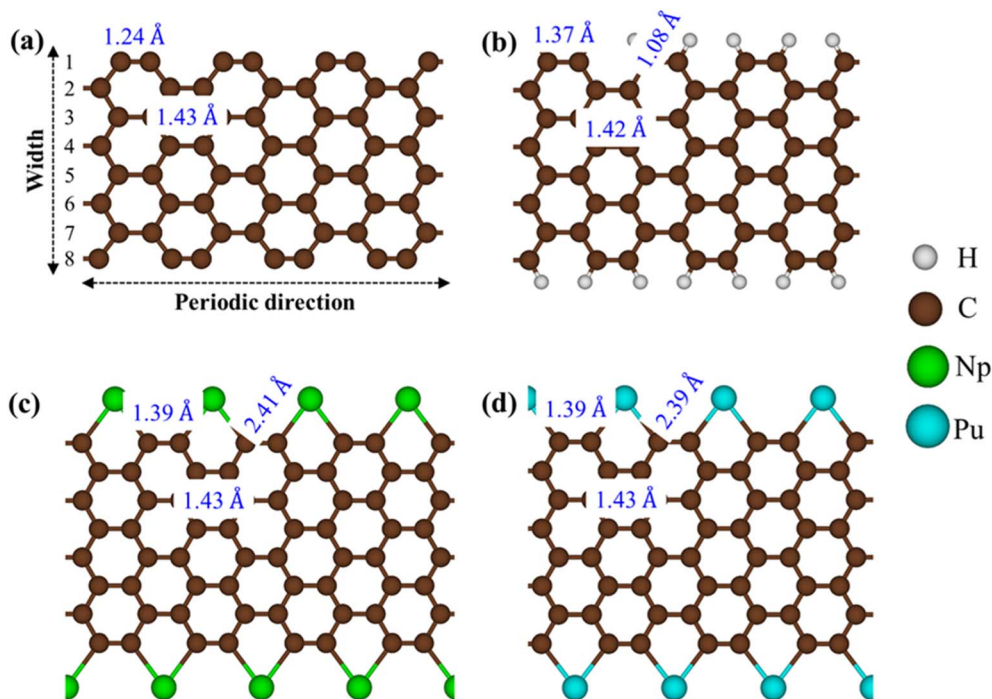 (a)
1.24 Å
1
2
3
4
5
6
7
8
1.43 Å
Width
Periodic direction
(b)
1.37 Å
1.08 Å
1.42 Å
H
C
Np
Pu
(c)
1.39 Å
2.41 Å
1.43 Å
(d)
1.39 Å
2.39 Å
1.43 Å